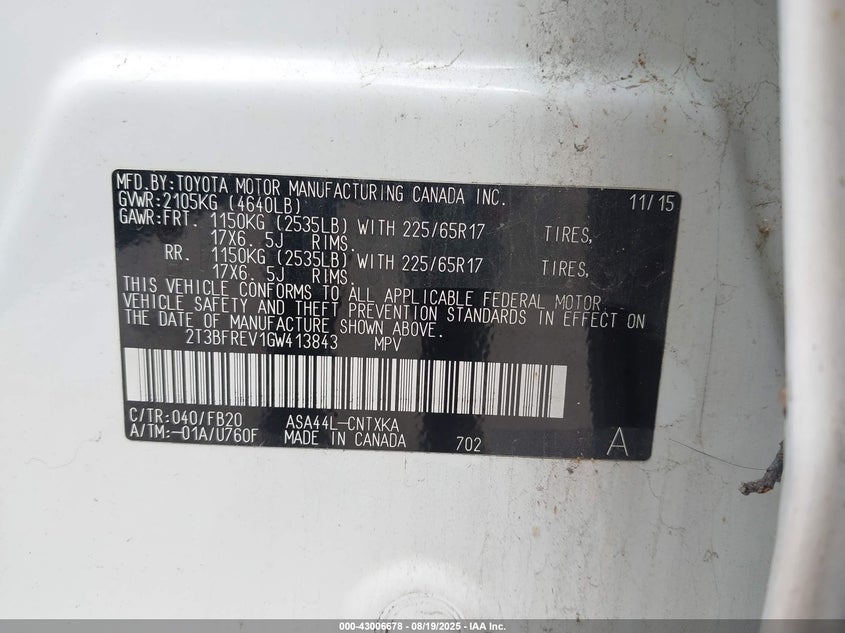 MFD.BY:TOYOTA MOTOR MANUFACTURING CANADA INC. 11/15
GVWR:2105KG (4640LB)
GAWR:FRT. 1150KG (2535LB) WITH 225/65R17 TIRES,
17X6. 5J RIMS.
RR. 1150KG (2535LB) WITH 225/65R17 TIRES,
17X6. 5J RIMS.
THIS VEHICLE CONFORMS TO ALL APPLICABLE FEDERAL MOTOR
VEHICLE SAFETY AND THEFT PREVENTION STANDARDS IN EFFECT ON
THE DATE OF MANUFACTURE SHOWN ABOVE.
2T3BFREV1GW413843 MPV
C/TR:040/FB20 ASA44L-CNTXKA
A/TM:-01A/U760F MADE IN CANADA 702 A
000-43006678 - 08/19/2025 - IAA Inc.